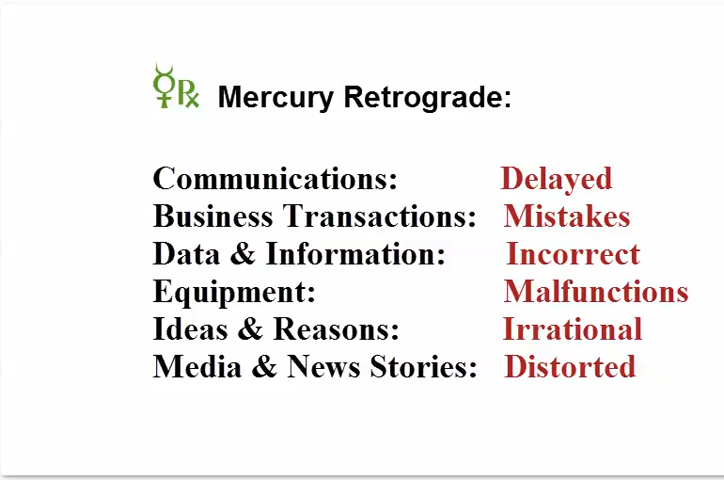 ☿℞ Mercury Retrograde:
Communications: Delayed
Business Transactions: Mistakes
Data & Information: Incorrect
Equipment: Malfunctions
Ideas & Reasons: Irrational
Media & News Stories: Distorted